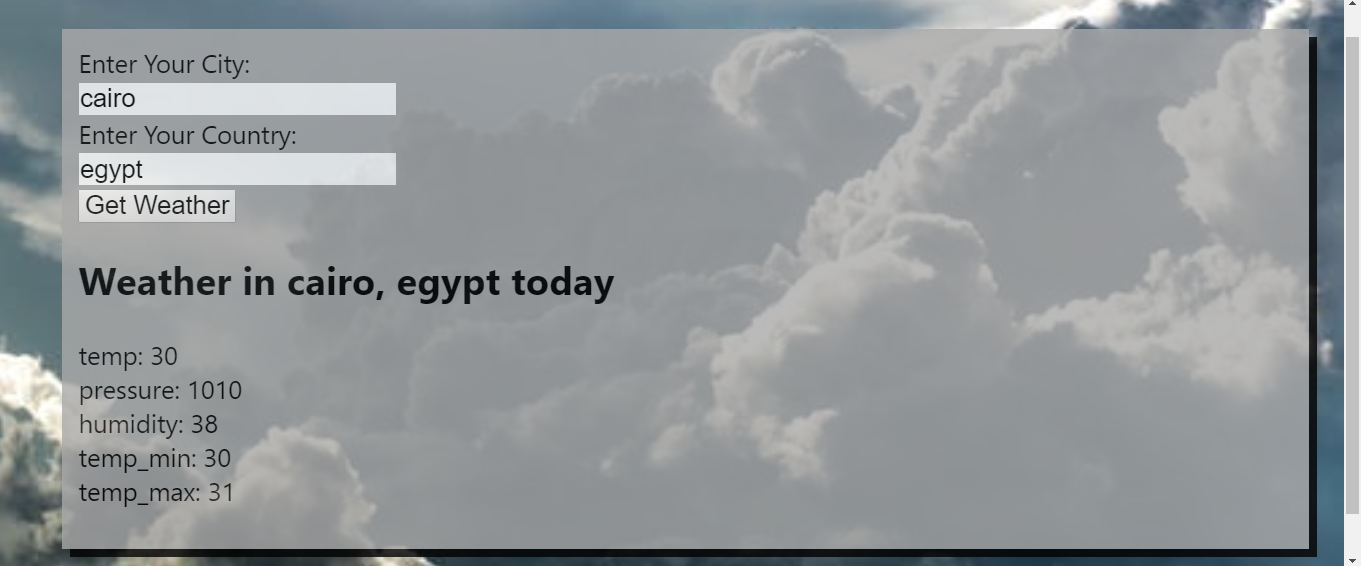 Enter Your City:
cairo
Enter Your Country:
egypt
Get Weather
Weather in cairo, egypt today
temp: 30
pressure: 1010
humidity: 38
temp_min: 30
temp_max: 31